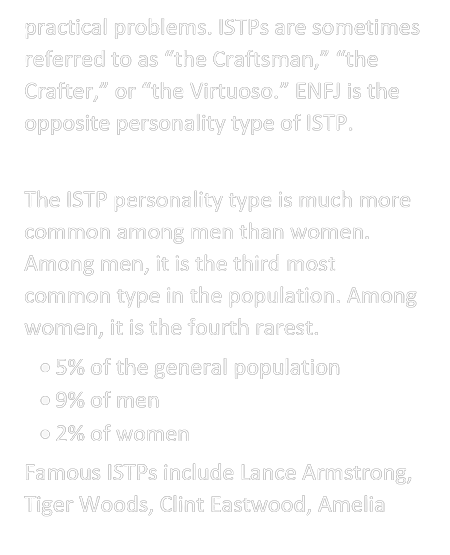 practical problems. ISTPs are sometimes
referred to as “the Craftsman,” “the
Crafter,” or “the Virtuoso.” ENFJ is the
opposite personality type of ISTP.
The ISTP personality type is much more
common among men than women.
Among men, it is the third most
common type in the population. Among
women, it is the fourth rarest.
• 5% of the general population
• 9% of men
• 2% of women
Famous ISTPs include Lance Armstrong,
Tiger Woods, Clint Eastwood, Amelia